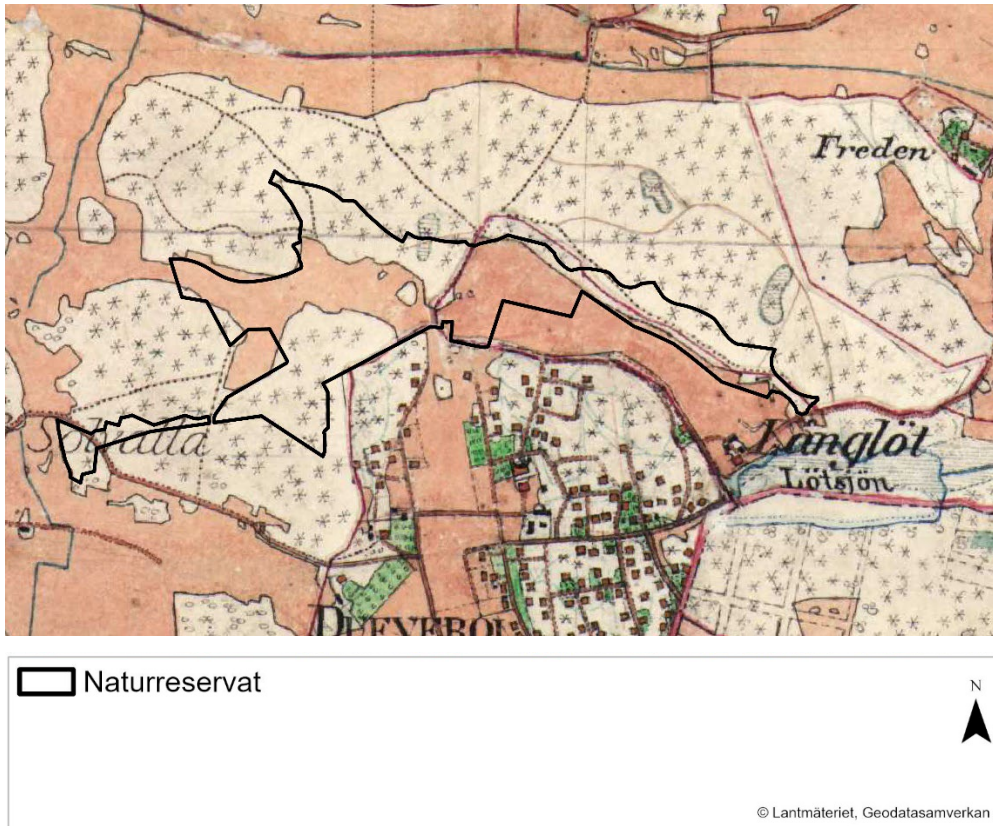 Freden
Långlöt
Lötsjön
Naturreservat
N
© Lantmäteriet, Geodatasamverkan